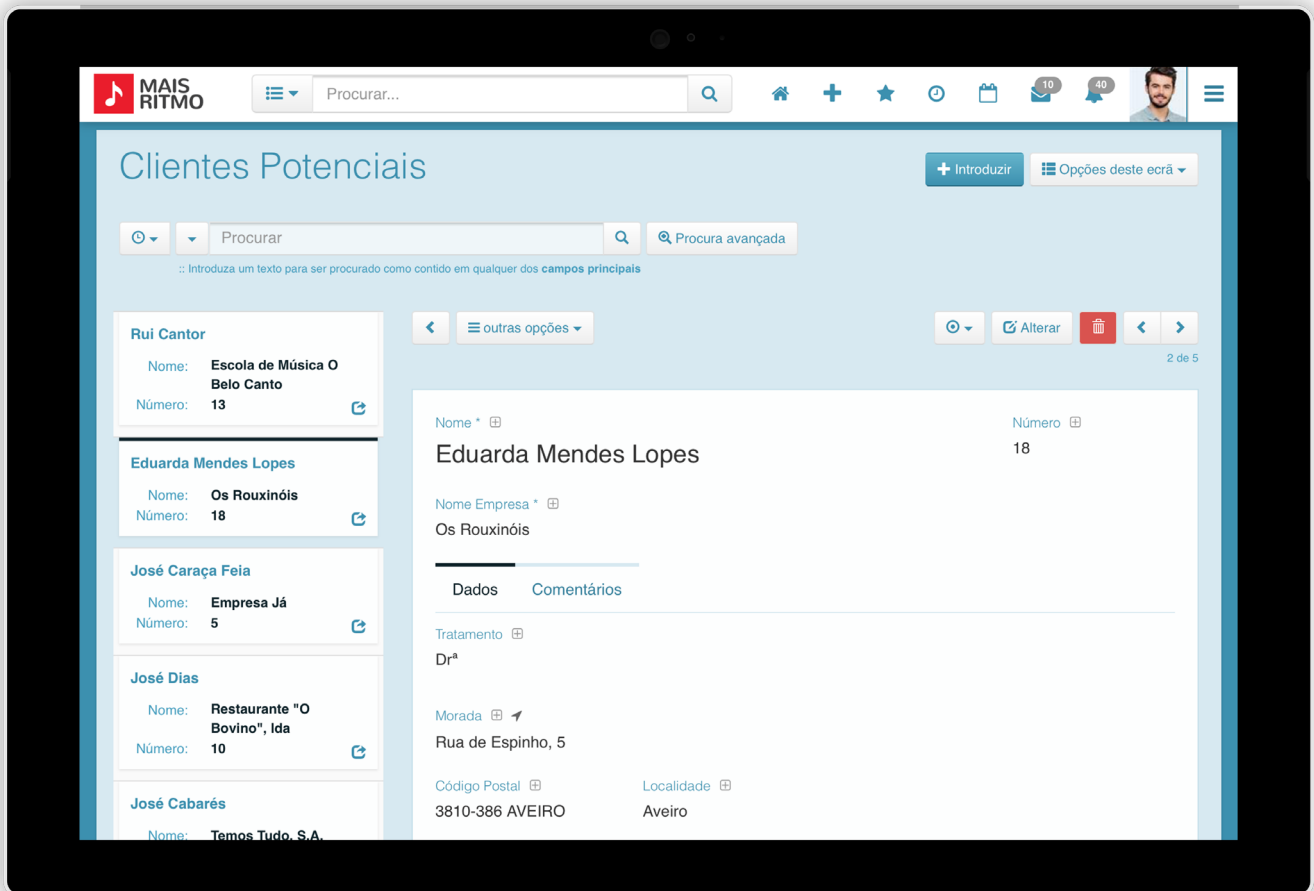 MAIS
RITMO
Procurar...
10
40
Clientes Potenciais
Introduzir
Opções deste ecrã
Procurar
Procura avançada
:: Introduza um texto para ser procurado como contido em qualquer dos campos principais
Rui Cantor
Nome: Escola de Música O
Belo Canto
Número: 13
Eduarda Mendes Lopes
Nome: Os Rouxinóis
Número: 18
José Caraça Feia
Nome: Empresa Já
Número: 5
José Dias
Nome: Restaurante "O
Bovino", lda
Número: 10
José Cabarés
Nome: Temos Tudo, S.A.
outras opções
Alterar
2 de 5
Nome *
Número
Eduarda Mendes Lopes
18
Nome Empresa *
Os Rouxinóis
Dados
Comentários
Tratamento
Drª
Morada
Rua de Espinho, 5
Código Postal
Localidade
3810-386 AVEIRO
Aveiro